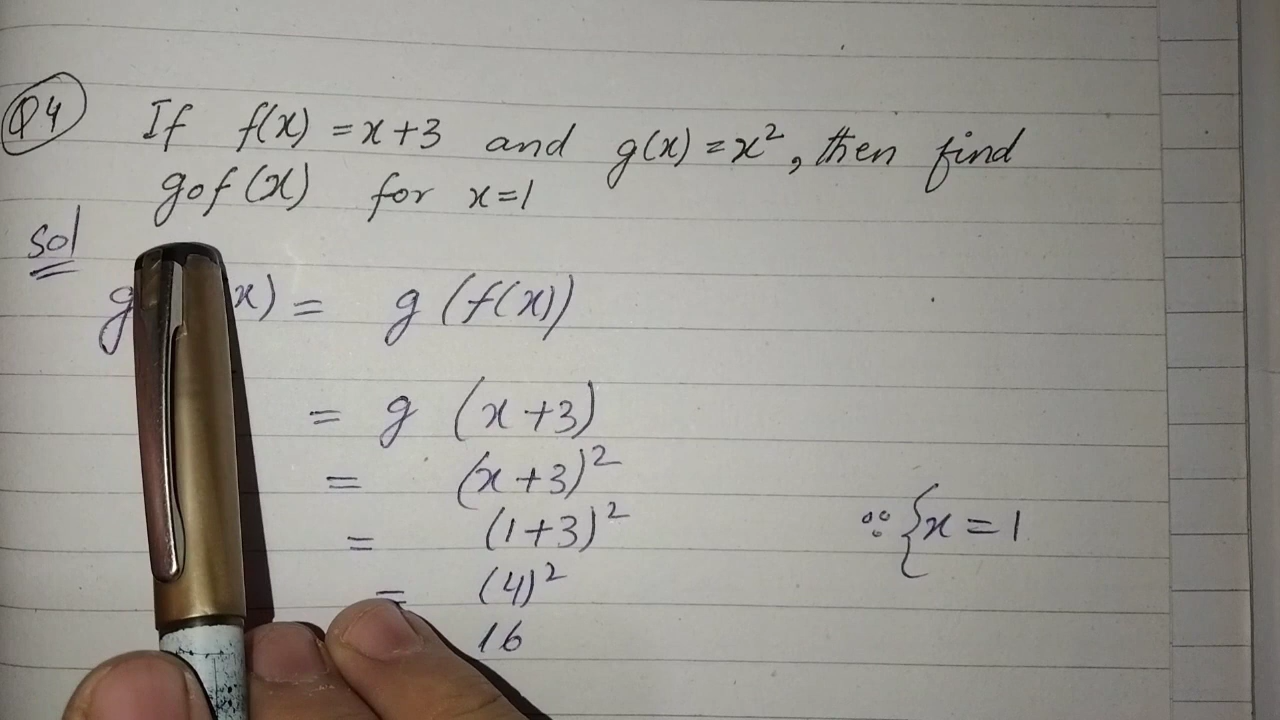 Q4 If f(x) = x+3 and g(x) = x², then find
gof(x) for x=1
Sol
g x) = g (f(x))
= g (x+3)
= (x+3)²
= (1+3)² ∵ {x = 1
= (4)²
16